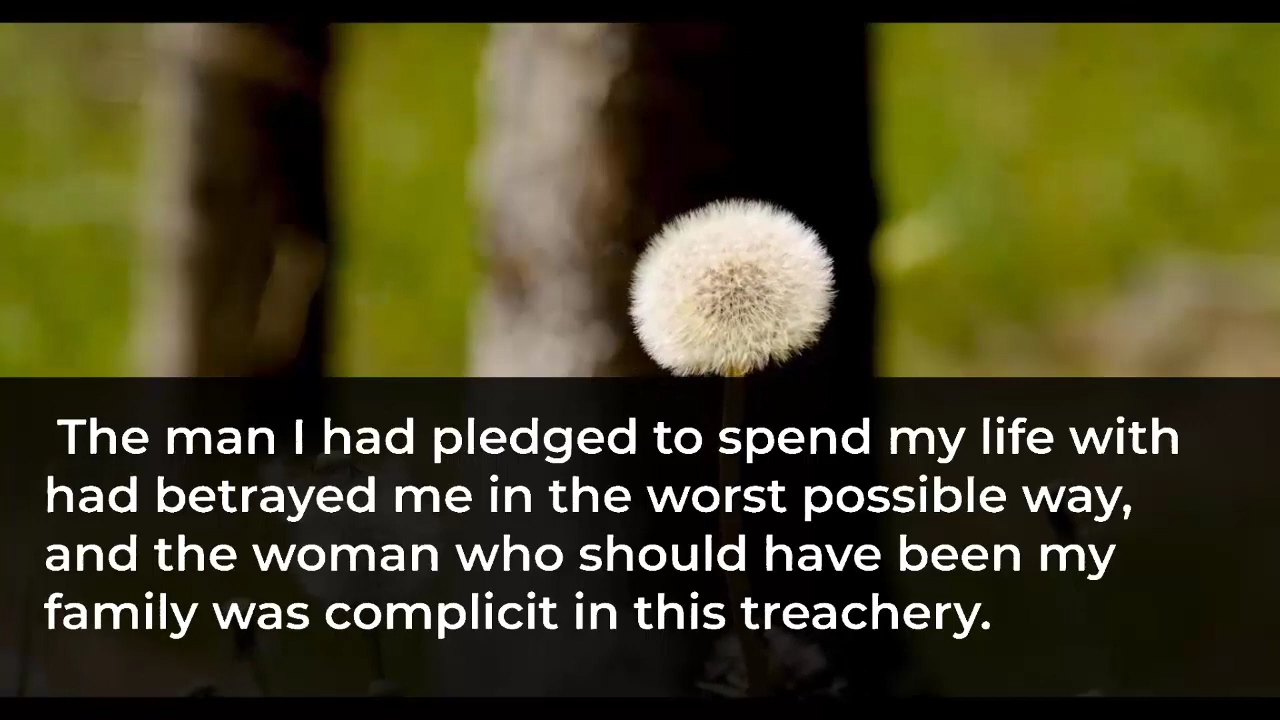 The man I had pledged to spend my life with
had betrayed me in the worst possible way,
and the woman who should have been my
family was complicit in this treachery.